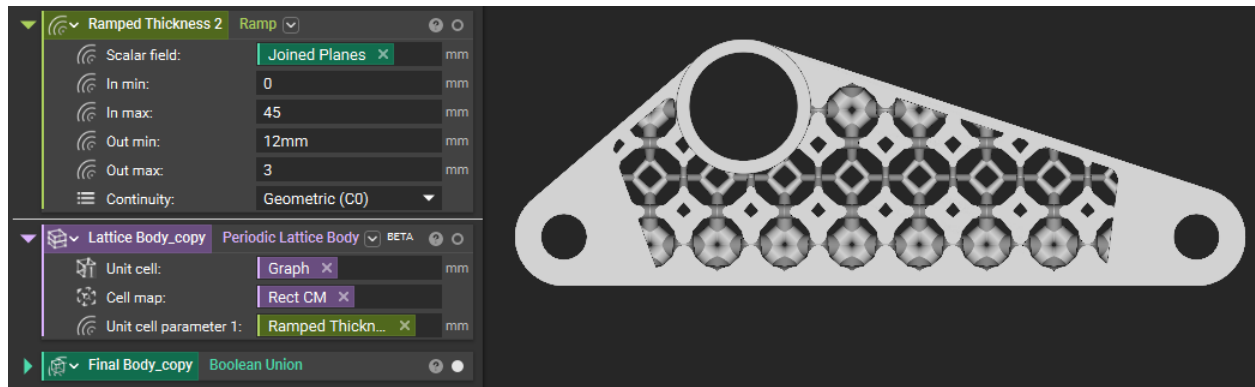 Ramped Thickness 2 Ramp
Scalar field: Joined Planes × mm
In min: 0 mm
In max: 45 mm
Out min: 12mm mm
Out max: 3 mm
Continuity: Geometric (C0)
Lattice Body_copy Periodic Lattice Body BETA
Unit cell: Graph × mm
Cell map: Rect CM ×
Unit cell parameter 1: Ramped Thickn... × mm
Final Body_copy Boolean Union